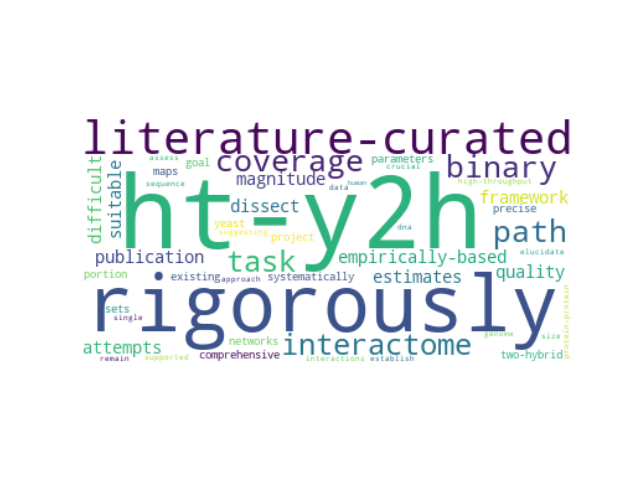 literature-curated
assess
goal
coverage
parameters
crucial
binary
difficult
suitable
maps
sequence
magnitude
data
human
high-throughput
framework
ht-y2h
dissect
precise
yeast
suggesting
project
dna
path
publication
task
empirically-based
elucidate
portion
existing
approach
systematically
estimates
quality
rigorously
sets
single
protein-protein
attempts
networks
interactome
genome
size
remain
supported
comprehensive
interactions
establish
two-hybrid